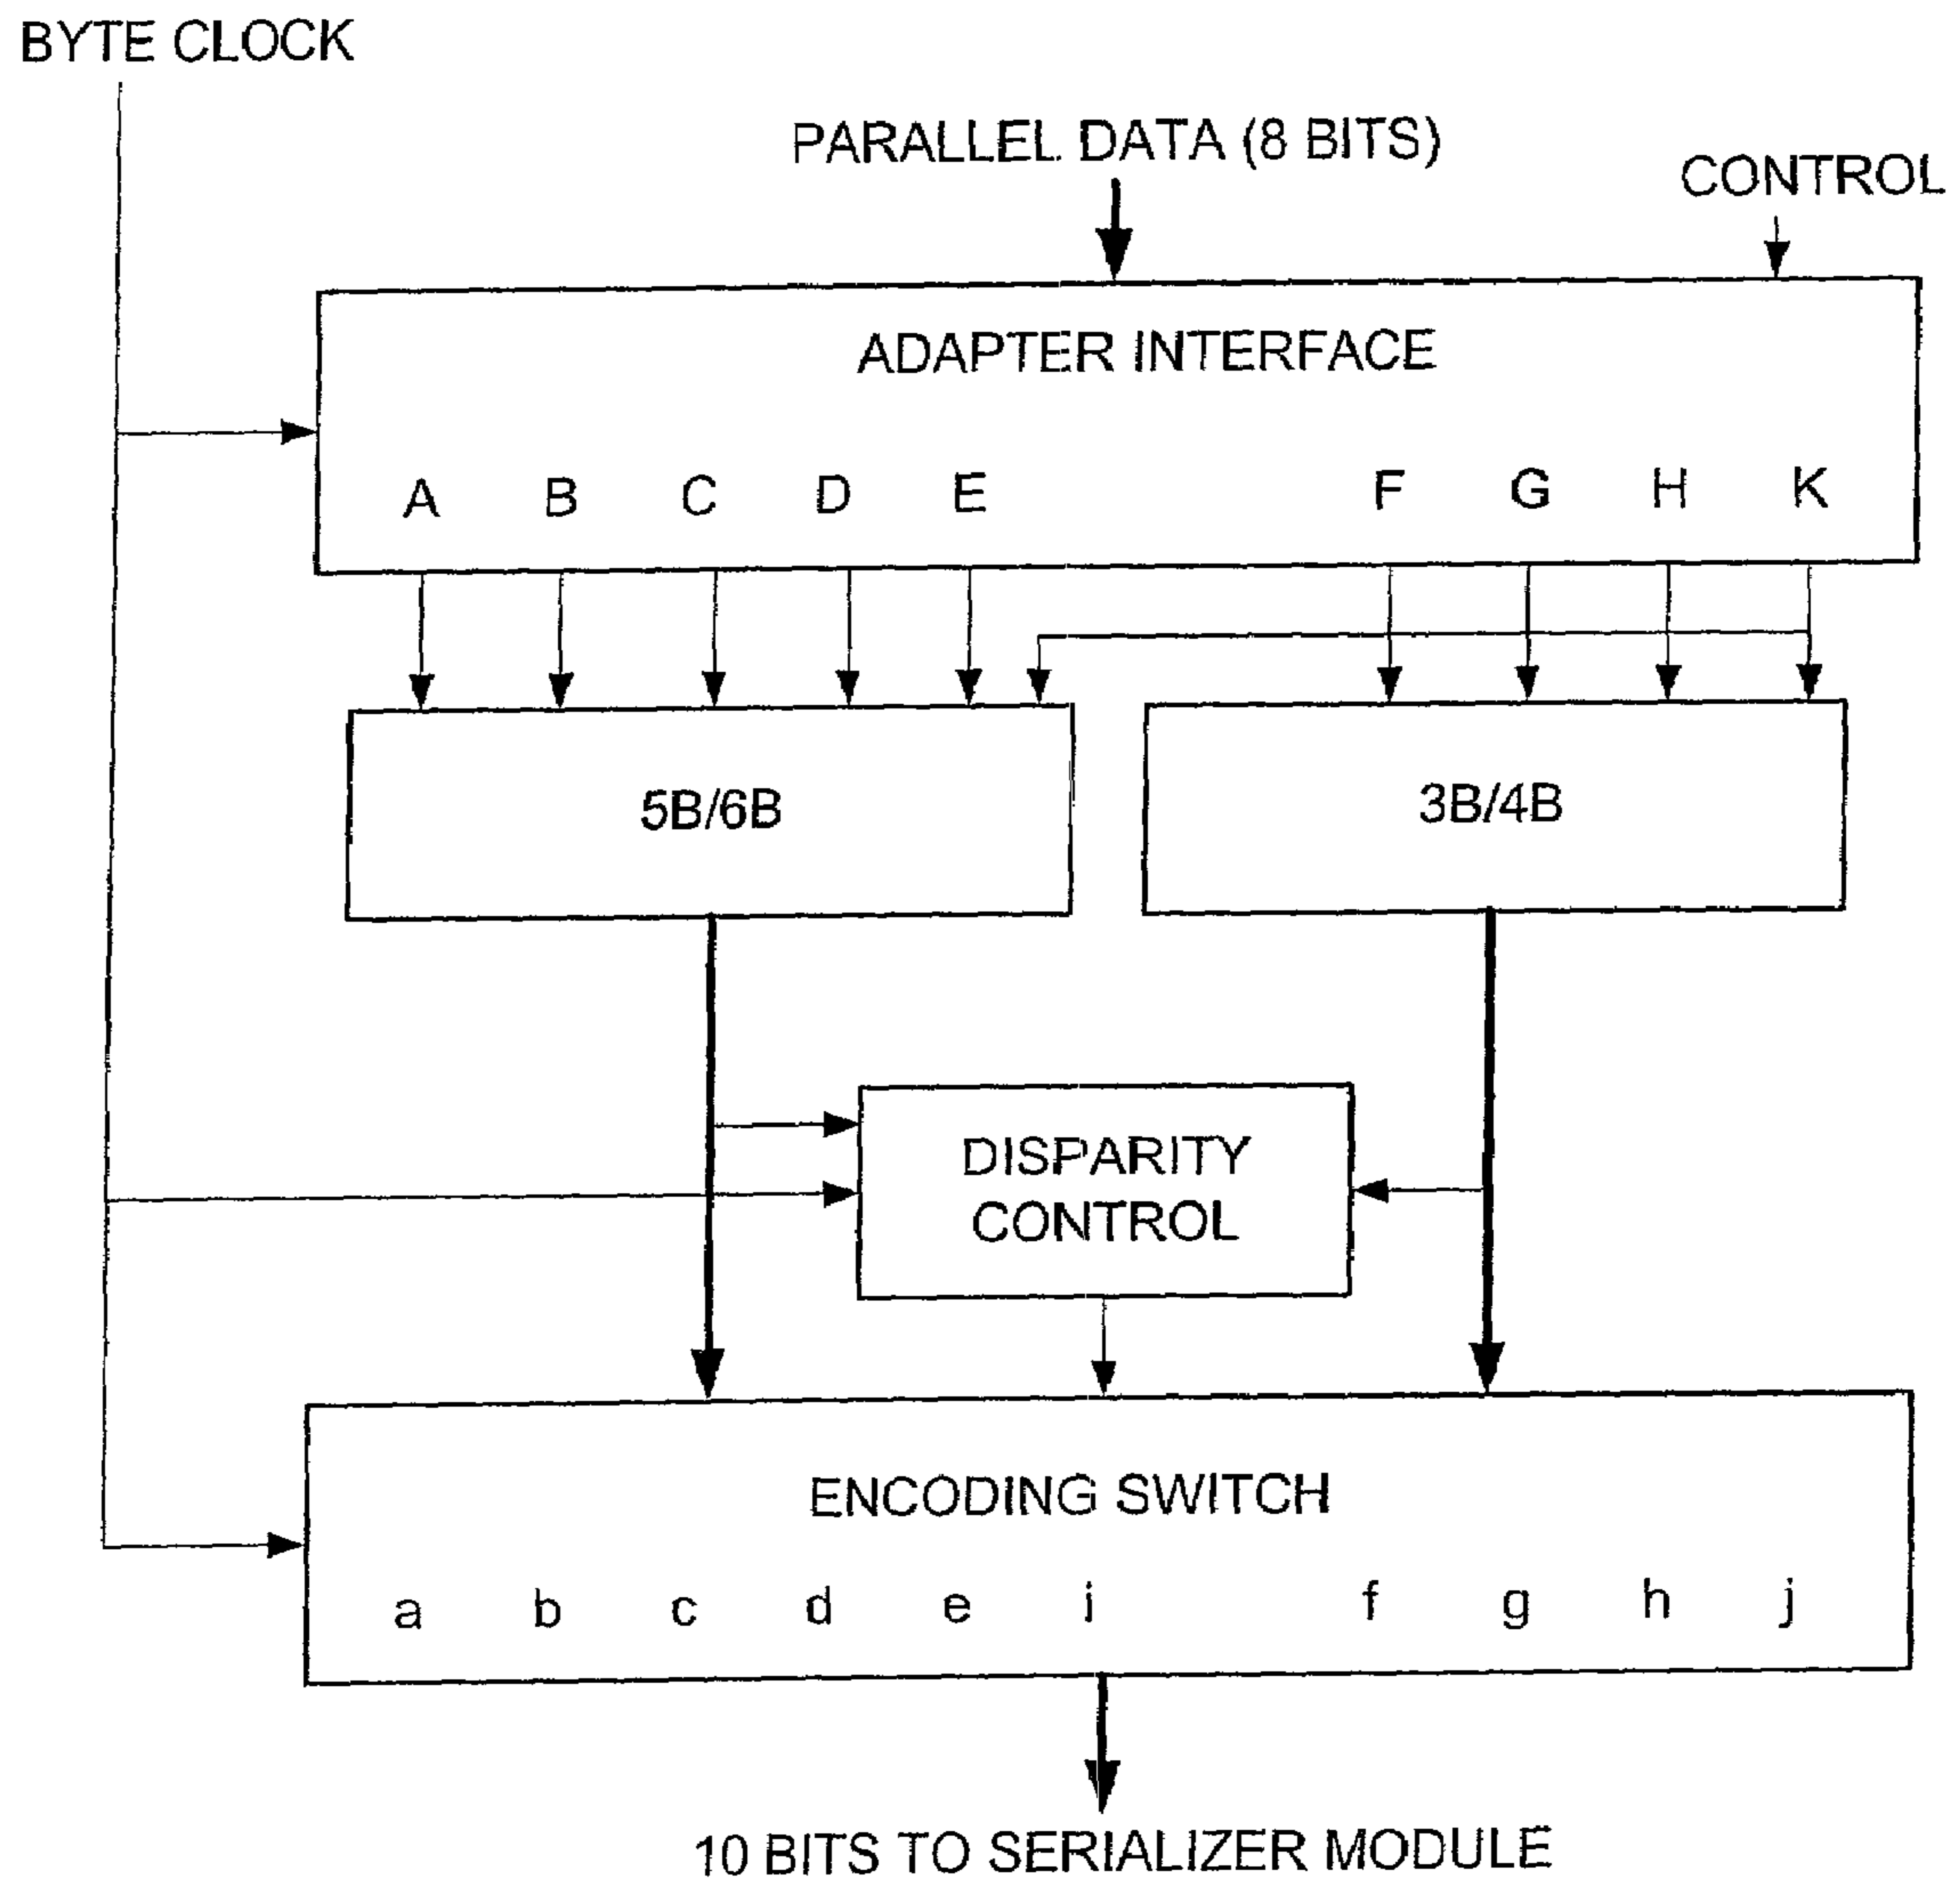 BYTE CLOCK
PARALLEL DATA (8 BITS)
CONTROL
ADAPTER INTERFACE
A B C D E F G H K
5B/6B
3B/4B
DISPARITY
CONTROL
ENCODING SWITCH
a b c d e i f g h j
10 BITS TO SERIALIZER MODULE